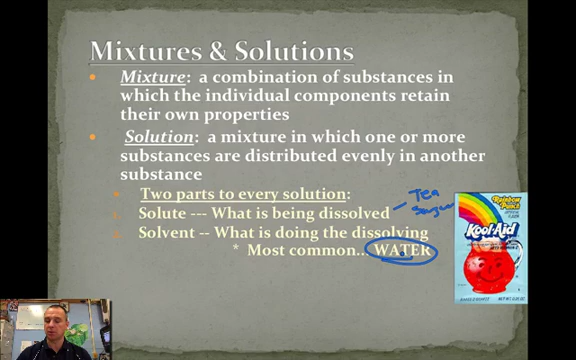 Mixtures & Solutions
• Mixture: a combination of substances in
which the individual components retain
their own properties
• Solution: a mixture in which one or more
substances are distributed evenly in another
substance
• Two parts to every solution:
Solute --- What is being dissolved
Tea
Solvent -- What is doing the dissolving
* Most common... WATER
Rainbow
Punch
Kool-Aid